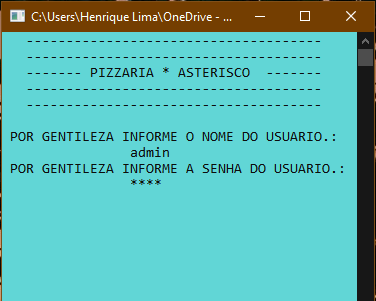 C:\Users\Henrique Lima\OneDrive - ...
-------------------------------------
-------------------------------------
------- PIZZARIA * ASTERISCO -------
-------------------------------------
-------------------------------------
POR GENTILEZA INFORME O NOME DO USUARIO.:
admin
POR GENTILEZA INFORME A SENHA DO USUARIO.:
****